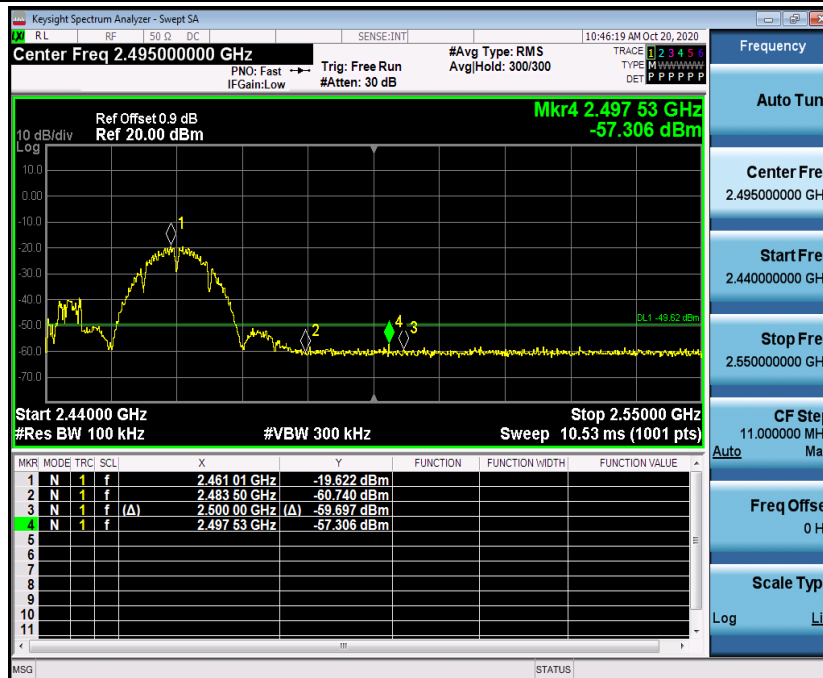 Keysight Spectrum Analyzer - Swept SA
LXI RL RF 50 Ω DC SENSE:INT 10:46:19 AM Oct 20, 2020
Center Freq 2.495000000 GHz
PNO: Fast
IFGain:Low
Trig: Free Run
#Atten: 30 dB
#Avg Type: RMS
Avg|Hold: 300/300
TRACE 1 2 3 4 5 6
TYPE M W W W W W
DET P P P P P P
Mkr4 2.497 53 GHz
-57.306 dBm
Ref Offset 0.9 dB
Ref 20.00 dBm
10 dB/div
Log
10.0
0.00
-10.0
-20.0
-30.0
-40.0
-50.0
-60.0
-70.0
1
2
4
3
DL1 -49.62 dBm
Start 2.44000 GHz Stop 2.55000 GHz
#Res BW 100 kHz #VBW 300 kHz Sweep 10.53 ms (1001 pts)
MKR MODE TRC SCL X Y FUNCTION FUNCTION WIDTH FUNCTION VALUE
1 N 1 f 2.461 01 GHz -19.622 dBm
2 N 1 f 2.483 50 GHz -60.740 dBm
3 N 1 f (Δ) 2.500 00 GHz (Δ) -59.697 dBm
4 N 1 f 2.497 53 GHz -57.306 dBm
5
6
7
8
9
10
11
MSG STATUS
Frequency
Auto Tun
Center Fre
2.495000000 GH
Start Fre
2.440000000 GH
Stop Fre
2.550000000 GH
CF Step
11.000000 MH
Auto Ma
Freq Offse
0 H
Scale Typ
Log Li